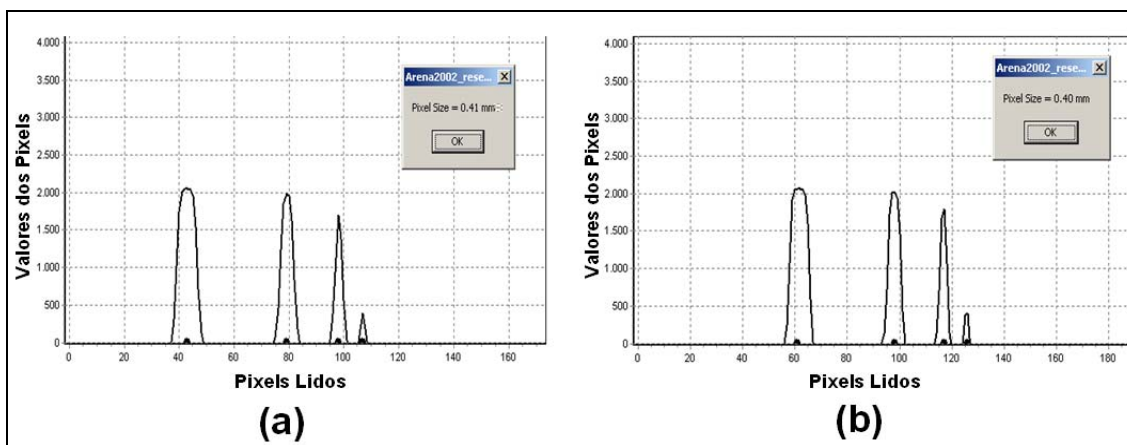 4.000
3.500
3.000
2.500
2.000
1.500
1.000
500
0
Valores dos Pixels
0 20 40 60 80 100 120 140 160
Pixels Lidos
Arena2002_rese...
Pixel Size = 0.41 mm
OK
(a)
4.000
3.500
3.000
2.500
2.000
1.500
1.000
500
0
Valores dos Pixels
0 20 40 60 80 100 120 140 160 180
Pixels Lidos
Arena2002_rese...
Pixel Size = 0.40 mm
OK
(b)